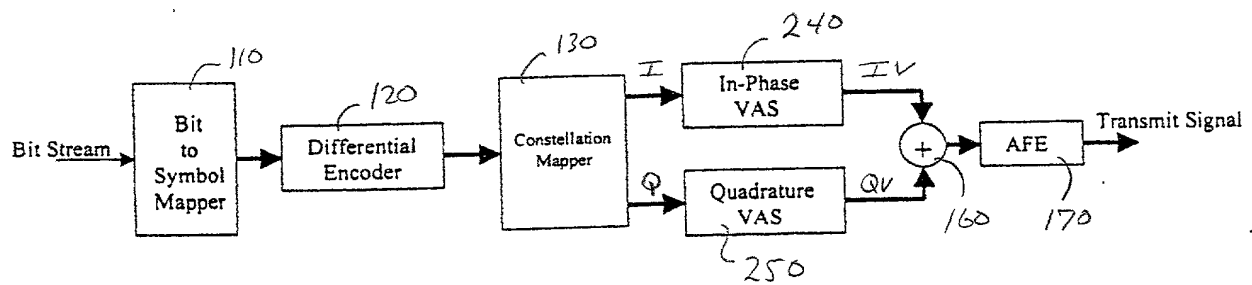 110
120
130
I
240
IV
Bit Stream
Bit
to
Symbol
Mapper
Differential
Encoder
Constellation
Mapper
In-Phase
VAS
+
AFE
Transmit Signal
Q
Quadrature
VAS
QV
160
170
250